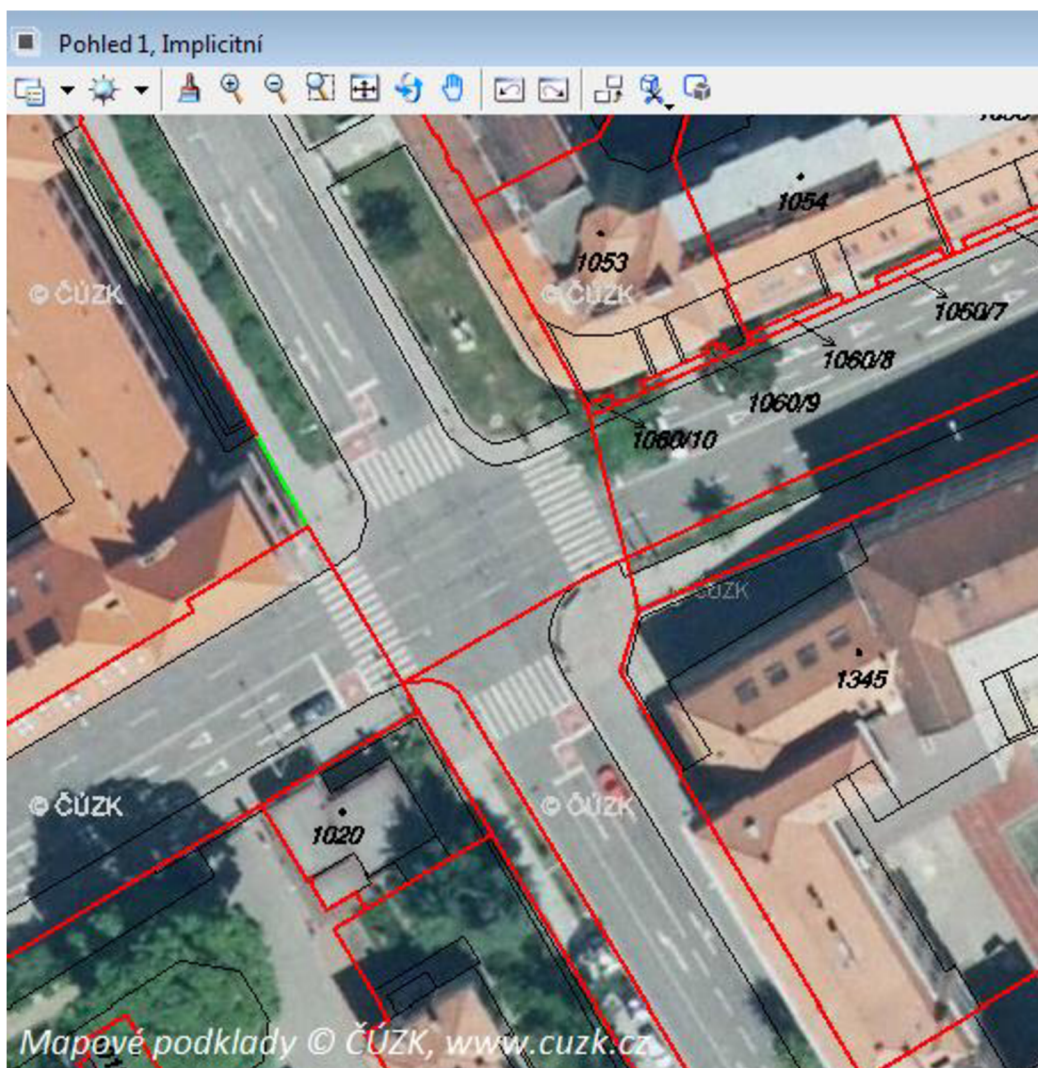 Pohled 1, Implicitní
1054
1053
© ČÚZK
© ČÚZK
1060/7
1060/8
1060/9
1060/10
ČÚZK
1345
© ČÚZK
© ČÚZK
1020
Mapové podklady © ČÚZK, www.cuzk.cz